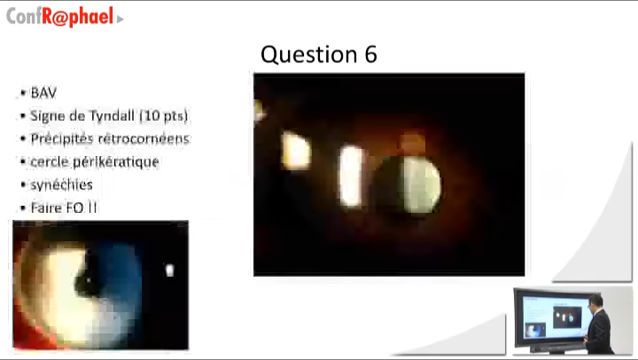 ConfR@phael
Question 6
• BAV
• Signe de Tyndall (10 pts)
• Précipités rétrocornéens
• cercle périkératique
• synéchies
• Faire FO !!